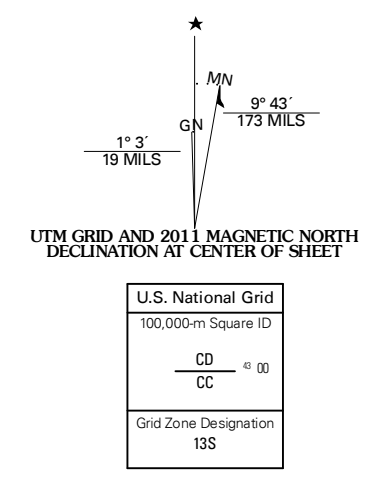 ★
MN
GN
9° 43´
173 MILS
1° 3´
19 MILS
UTM GRID AND 2011 MAGNETIC NORTH
DECLINATION AT CENTER OF SHEET
U.S. National Grid
100,000-m Square ID
CD
43 00
CC
Grid Zone Designation
13S